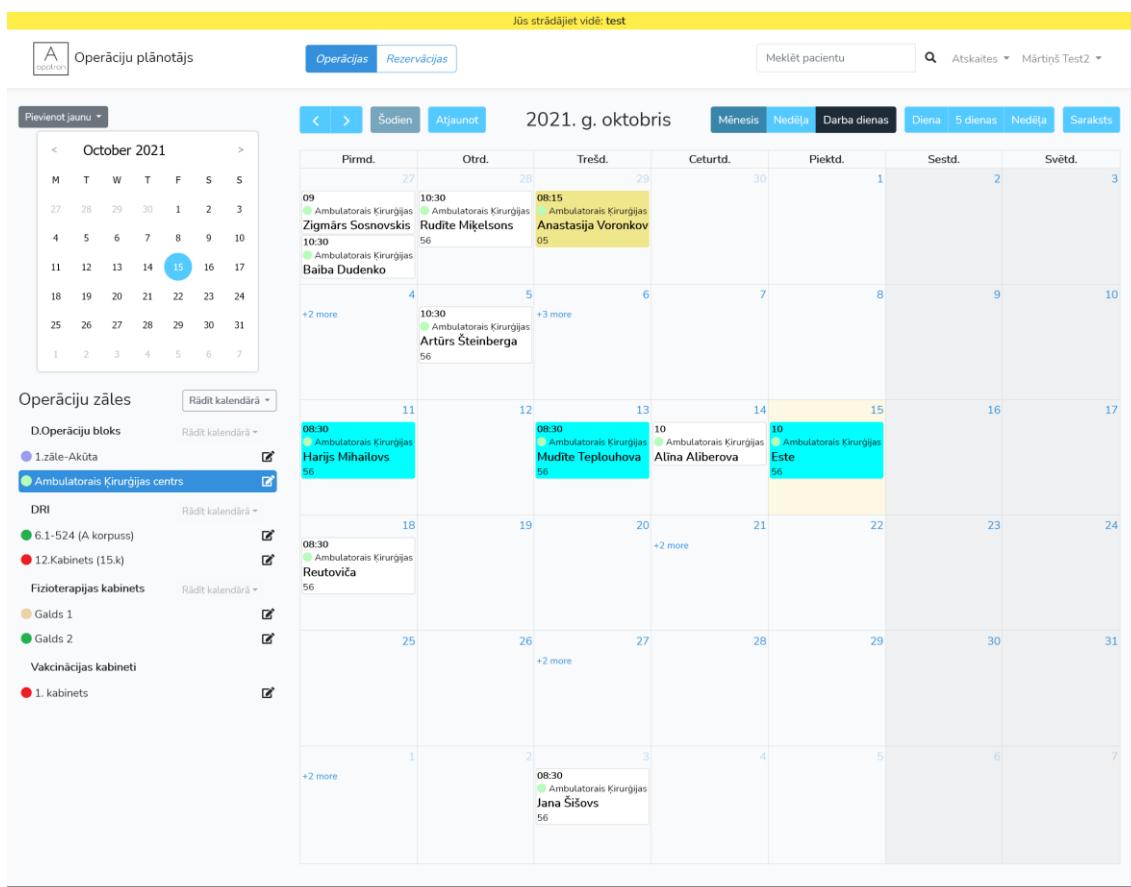 Jūs strādājiet vidē: test
A
apptron
Operāciju plānotājs
Operācijas Rezervācijas
Meklēt pacientu
Atskaites Mārtiņš Test2
Pievienot jaunu
< October 2021 >
M T W T F S S
27 28 29 30 1 2 3
4 5 6 7 8 9 10
11 12 13 14 15 16 17
18 19 20 21 22 23 24
25 26 27 28 29 30 31
1 2 3 4 5 6 7
Operāciju zāles Rādīt kalendārā
D.Operāciju bloks Rādīt kalendārā
1.zāle-Akūta
Ambulatorais Ķirurģijas centrs
DRI Rādīt kalendārā
6.1-524 (A korpuss)
12.Kabinets (15.k)
Fizioterapijas kabinets Rādīt kalendārā
Galds 1
Galds 2
Vakcinācijas kabineti
1. kabinets
< > Šodien Atjaunot
2021. g. oktobris
Mēnesis Nedēļa Darba dienas Diena 5 dienas Nedēļa Saraksts
Pirmd. Otrd. Trešd. Ceturtd. Piektd. Sestd. Svētd.
27 28 29 30 1 2 3
09
Ambulatorais Ķirurģijas
Zigmārs Sosnovskis
10:30
Ambulatorais Ķirurģijas
Baiba Dudenko
10:30
Ambulatorais Ķirurģijas
Rudīte Miķelsons
56
08:15
Ambulatorais Ķirurģijas
Anastasija Voronkov
05
4 5 6 7 8 9 10
+2 more
10:30
Ambulatorais Ķirurģijas
Artūrs Šteinberga
56
+3 more
11 12 13 14 15 16 17
08:30
Ambulatorais Ķirurģijas
Harijs Mihailovs
56
08:30
Ambulatorais Ķirurģijas
Mudīte Teplouhova
56
10
Ambulatorais Ķirurģijas
Alīna Aliberova
10
Ambulatorais Ķirurģijas
Este
56
18 19 20 21 22 23 24
08:30
Ambulatorais Ķirurģijas
Reutoviča
56
+2 more
25 26 27 28 29 30 31
+2 more
1 2 3 4 5 6 7
+2 more
08:30
Ambulatorais Ķirurģijas
Jana Šišovs
56